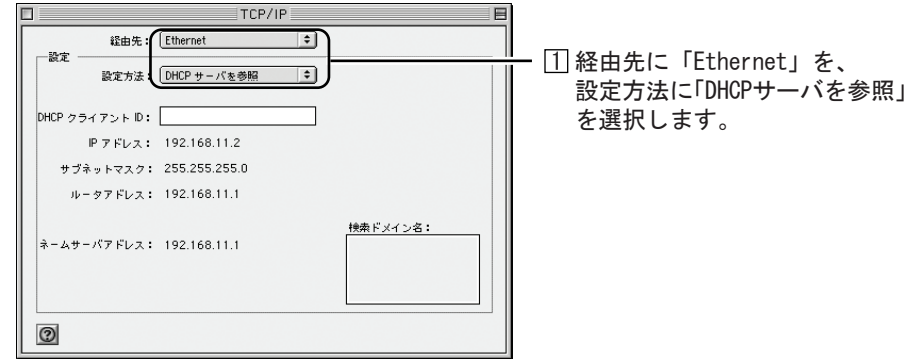 TCP/IP
経由先： Ethernet
設定
設定方法： DHCP サーバを参照
DHCP クライアント ID：
IP アドレス： 192.168.11.2
サブネットマスク： 255.255.255.0
ルータアドレス： 192.168.11.1
検索ドメイン名：
ネームサーバアドレス： 192.168.11.1
?
1 経由先に「Ethernet」を、
設定方法に「DHCPサーバを参照」
を選択します。